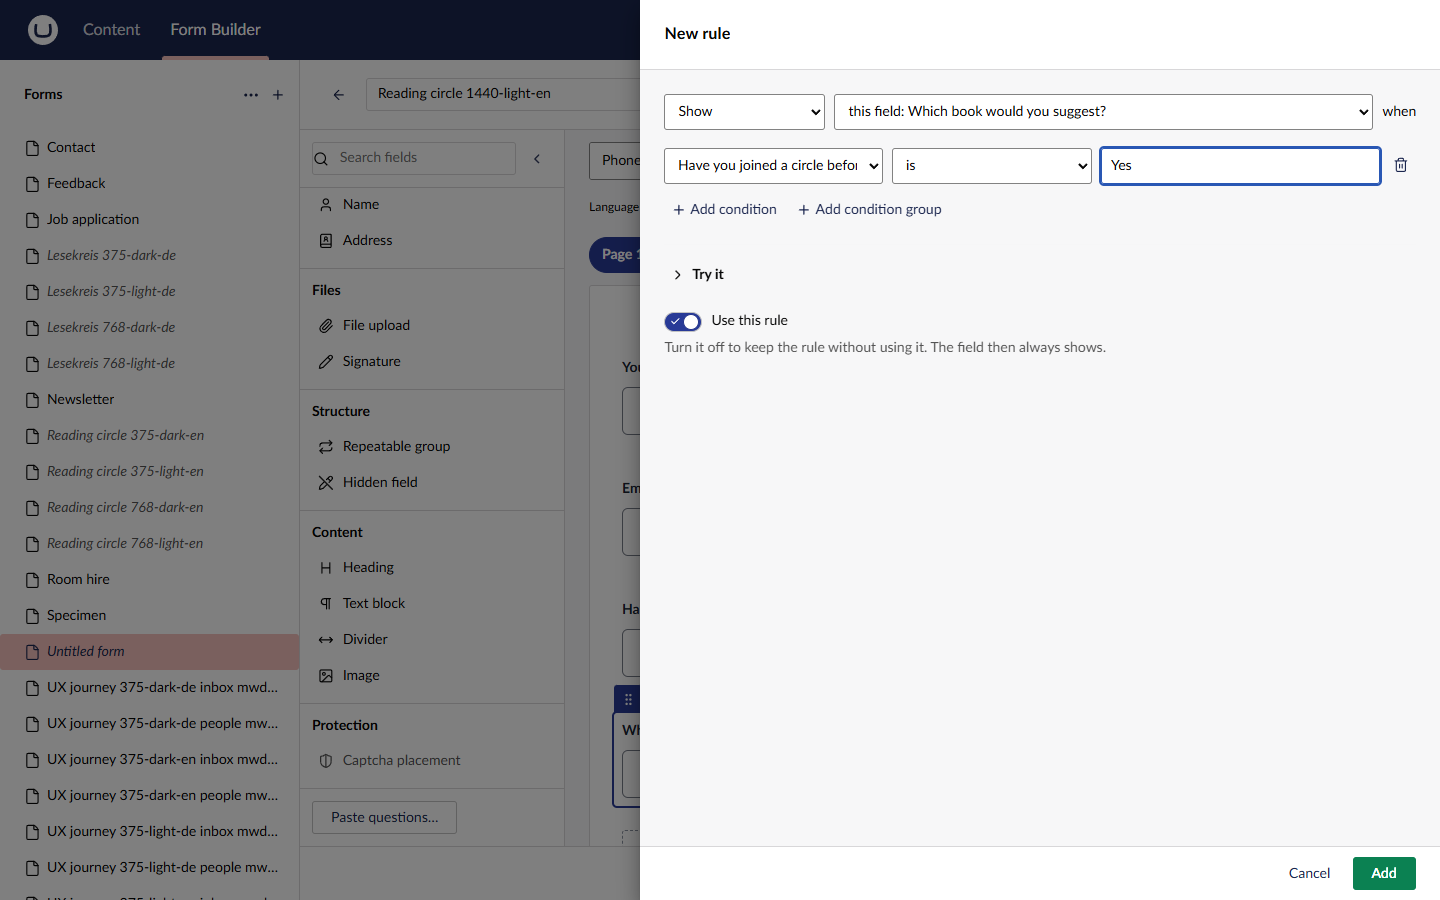 Content
Form Builder
Forms
Contact
Feedback
Job application
Lesekreis 375-dark-de
Lesekreis 375-light-de
Lesekreis 768-dark-de
Lesekreis 768-light-de
Newsletter
Reading circle 375-dark-en
Reading circle 375-light-en
Reading circle 768-dark-en
Reading circle 768-light-en
Room hire
Specimen
Untitled form
UX journey 375-dark-de inbox mwd...
UX journey 375-dark-de people mw...
UX journey 375-dark-en inbox mwd...
UX journey 375-dark-en people mw...
UX journey 375-light-de inbox mwd...
UX journey 375-light-de people mw...
Reading circle 1440-light-en
Search fields
Name
Address
Files
File upload
Signature
Structure
Repeatable group
Hidden field
Content
Heading
Text block
Divider
Image
Protection
Captcha placement
Paste questions...
Phone
Language
Page 1
You
Em
Ha
Wh
New rule
Show
this field: Which book would you suggest?
when
Have you joined a circle befor
is
Yes
Add condition
Add condition group
Try it
Use this rule
Turn it off to keep the rule without using it. The field then always shows.
Cancel
Add